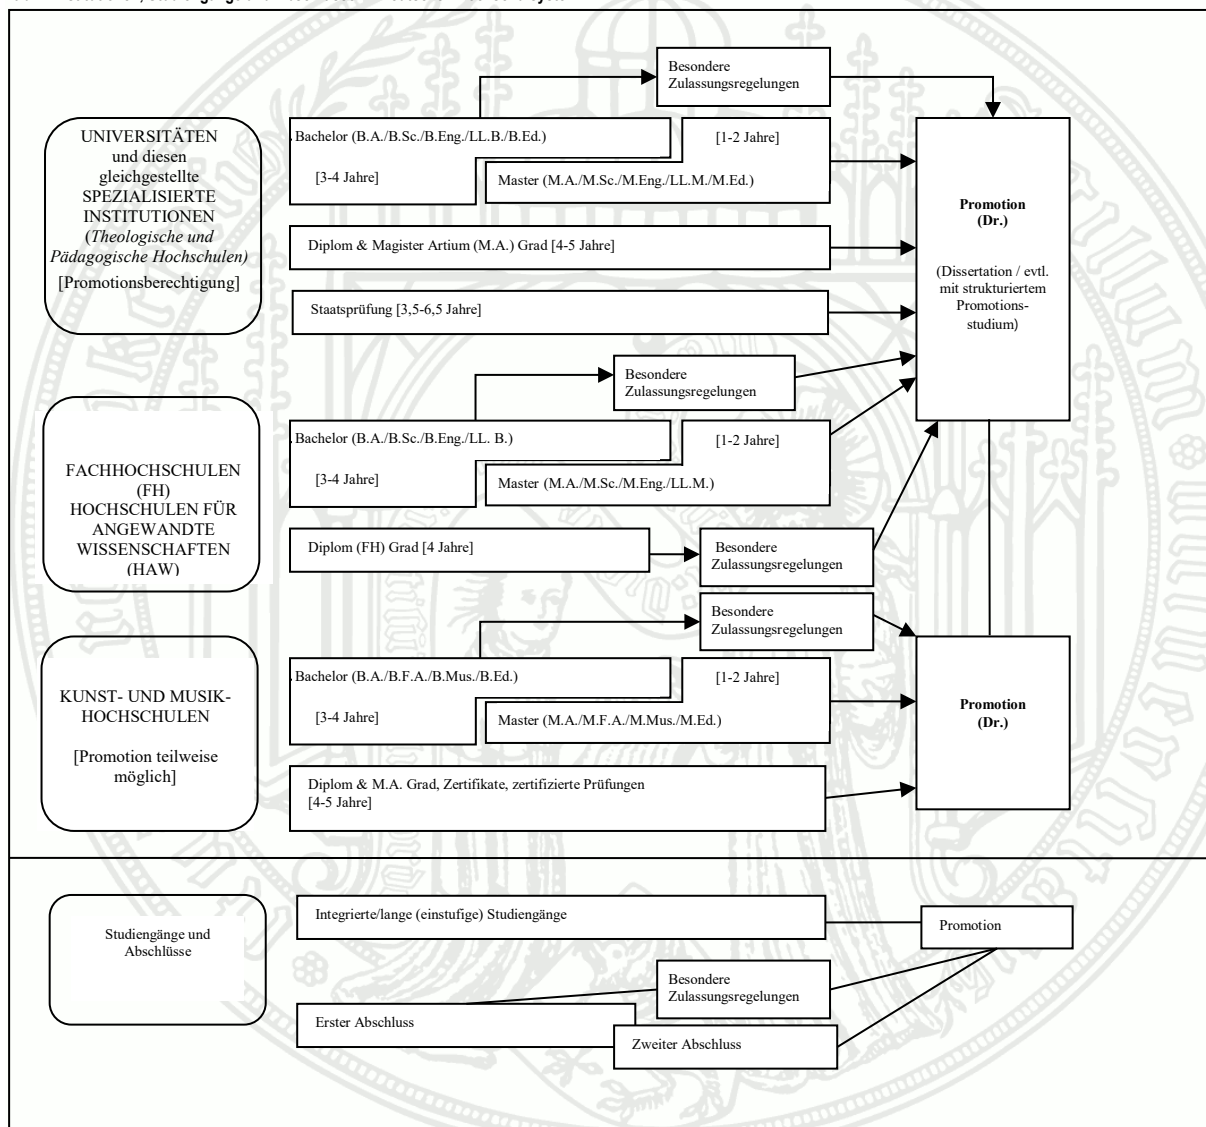 Besondere
Zulassungsregelungen
UNIVERSITÄTEN
und diesen
gleichgestellte
SPEZIALISIERTE
INSTITUTIONEN
(Theologische und
Pädagogische Hochschulen)
[Promotionsberechtigung]
Bachelor (B.A./B.Sc./B.Eng./LL.B./B.Ed.)
[1-2 Jahre]
[3-4 Jahre]
Master (M.A./M.Sc./M.Eng./LL.M./M.Ed.)
Diplom & Magister Artium (M.A.) Grad [4-5 Jahre]
Staatsprüfung [3,5-6,5 Jahre]
Promotion
(Dr.)
(Dissertation / evtl.
mit strukturiertem
Promotions-
studium)
Besondere
Zulassungsregelungen
FACHHOCHSCHULEN
(FH)
HOCHSCHULEN FÜR
ANGEWANDTE
WISSENSCHAFTEN
(HAW)
Bachelor (B.A./B.Sc./B.Eng./LL. B.)
[1-2 Jahre]
[3-4 Jahre]
Master (M.A./M.Sc./M.Eng./LL.M.)
Diplom (FH) Grad [4 Jahre]
Besondere
Zulassungsregelungen
Besondere
Zulassungsregelungen
KUNST- UND MUSIK-
HOCHSCHULEN
[Promotion teilweise
möglich]
Bachelor (B.A./B.F.A./B.Mus./B.Ed.)
[1-2 Jahre]
[3-4 Jahre]
Master (M.A./M.F.A./M.Mus./M.Ed.)
Promotion
(Dr.)
Diplom & M.A. Grad, Zertifikate, zertifizierte Prüfungen
[4-5 Jahre]
Studiengänge und
Abschlüsse
Integrierte/lange (einstufige) Studiengänge
Promotion
Besondere
Zulassungsregelungen
Erster Abschluss
Zweiter Abschluss